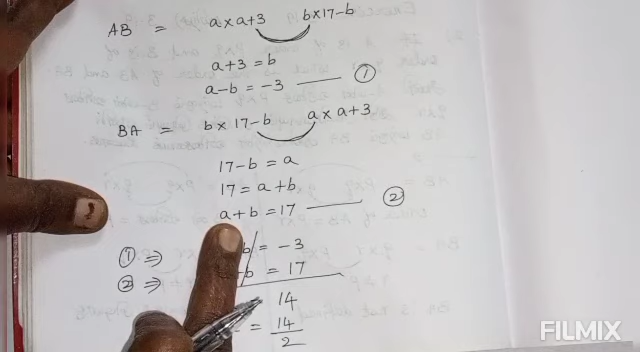 AB = a×a+3 b×17-b
a+3 = b
a-b = -3 ①
BA = b×17-b a×a+3
17-b = a
17 = a+b
a+b = 17 ②
① ⇒ b = -3
② ⇒ b = 17
14
= 14/2
FILMIX